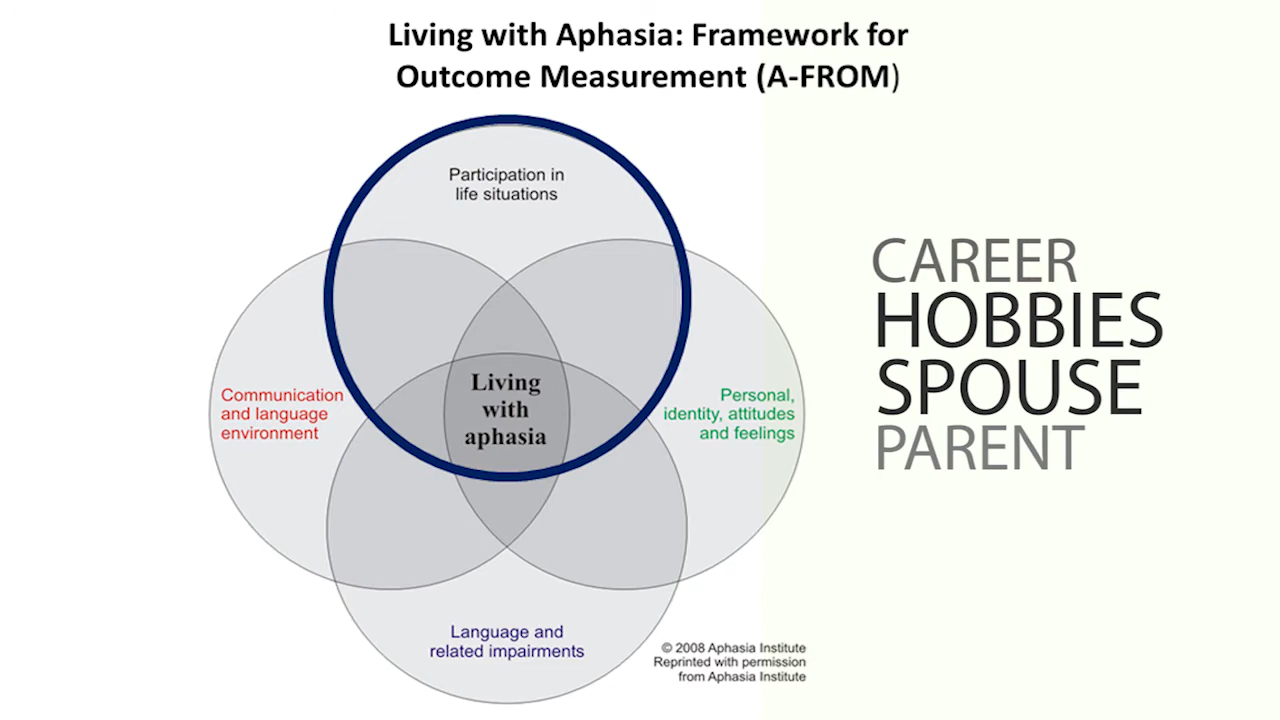 Living with Aphasia: Framework for
Outcome Measurement (A-FROM)
Participation in
life situations
Communication
and language
environment
Living
with
aphasia
Personal,
identity, attitudes
and feelings
Language and
related impairments
© 2008 Aphasia Institute
Reprinted with permission
from Aphasia Institute
CAREER
HOBBIES
SPOUSE
PARENT